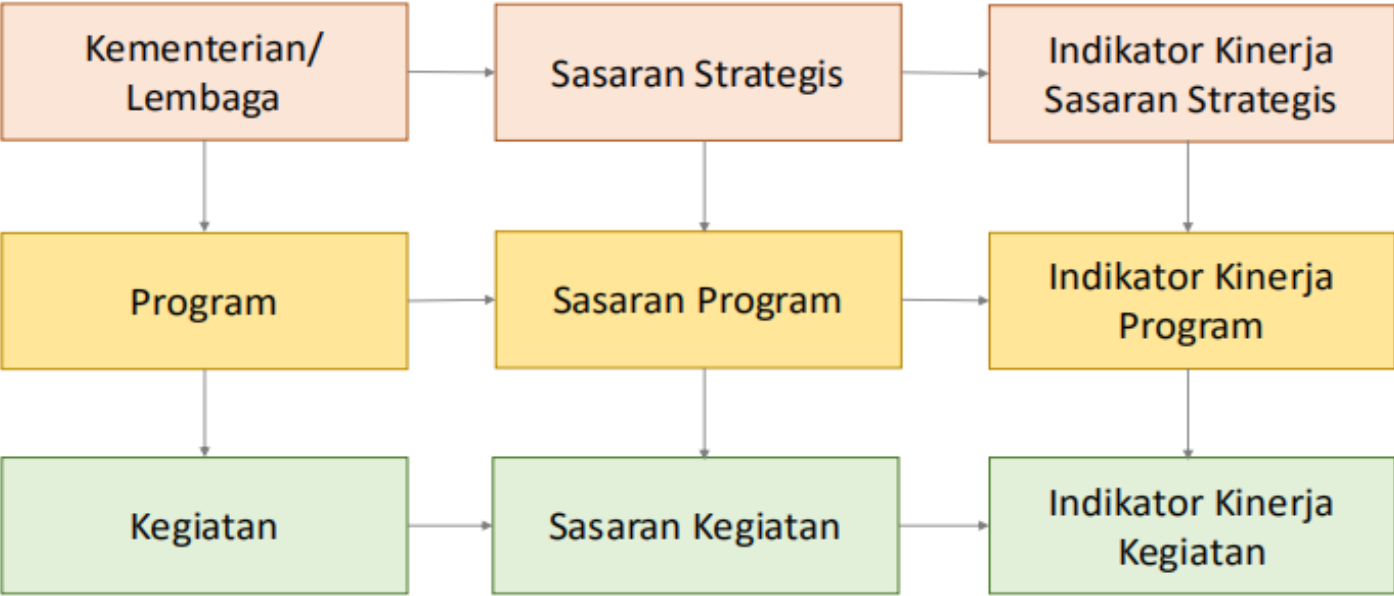 Kementerian/
Lembaga
Sasaran Strategis
Indikator Kinerja
Sasaran Strategis
Program
Sasaran Program
Indikator Kinerja
Program
Kegiatan
Sasaran Kegiatan
Indikator Kinerja
Kegiatan